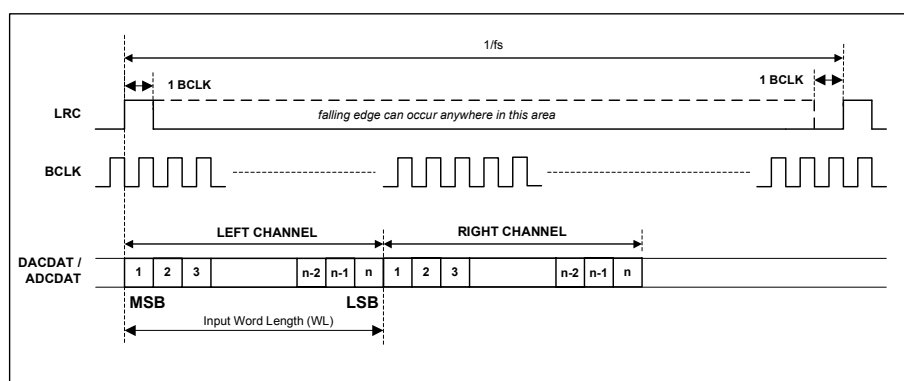 1/fs
1 BCLK
1 BCLK
LRC
falling edge can occur anywhere in this area
BCLK
LEFT CHANNEL
RIGHT CHANNEL
DACDAT /
ADCDAT
1 2 3 n-2 n-1 n 1 2 3 n-2 n-1 n
MSB
LSB
Input Word Length (WL)